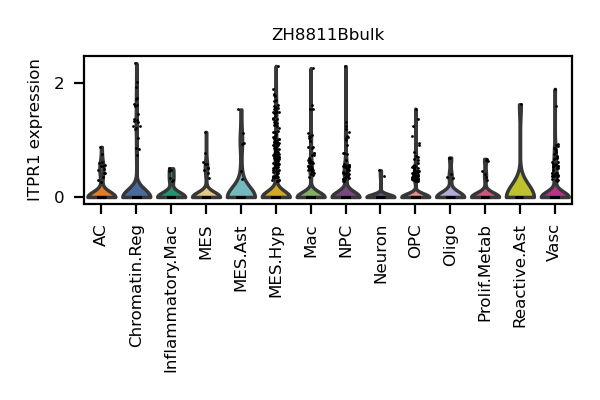 ZH8811Bbulk
ITPR1 expression
2
0
AC
Chromatin.Reg
Inflammatory.Mac
MES
MES.Ast
MES.Hyp
Mac
NPC
Neuron
OPC
Oligo
Prolif.Metab
Reactive.Ast
Vasc